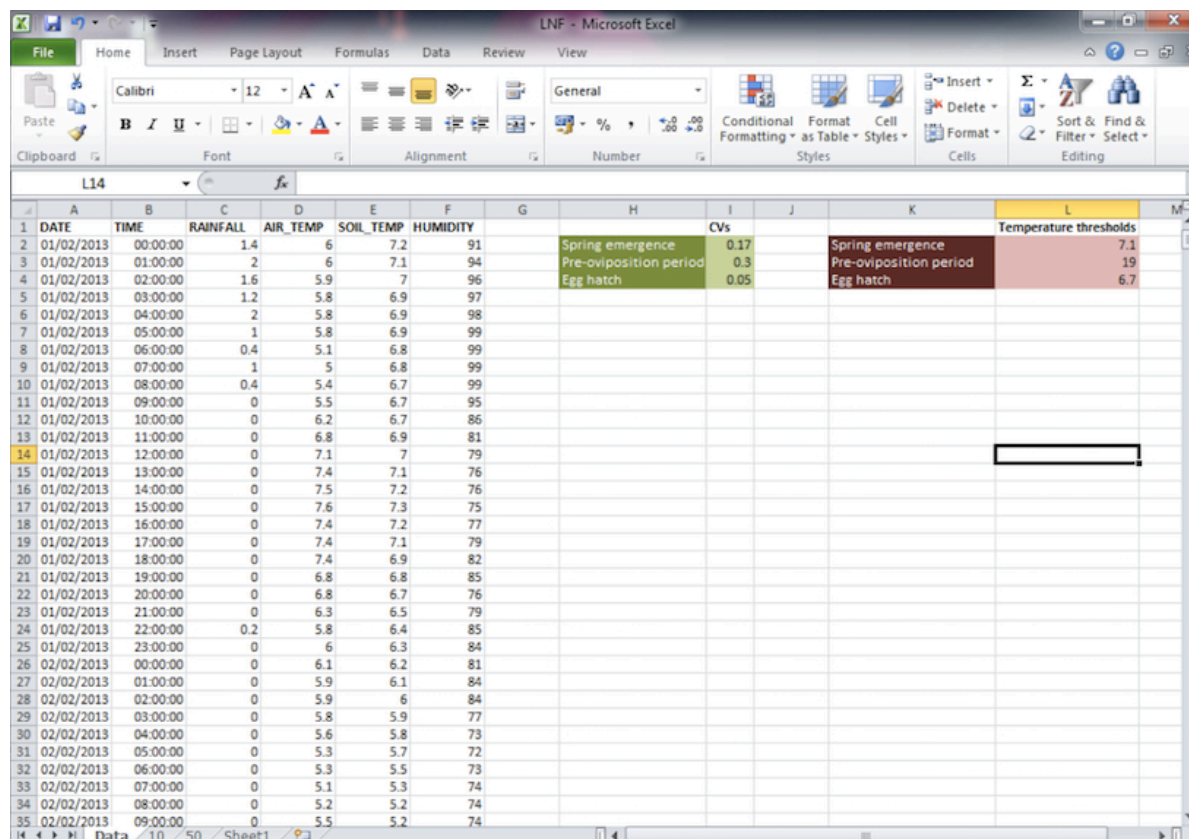 LNF - Microsoft Excel
File Home Insert Page Layout Formulas Data Review View
Calibri 12 A A General Insert Σ
Paste Delete
B I U A % , Conditional Format Cell Format Sort & Find &
Formatting as Table Styles Filter Select
Clipboard Font Alignment Number Styles Cells Editing
L14 fx
A B C D E F G H I J K L M
1 DATE TIME RAINFALL AIR_TEMP SOIL_TEMP HUMIDITY CVs Temperature thresholds
2 01/02/2013 00:00:00 1.4 6 7.2 91 Spring emergence 0.17 Spring emergence 7.1
3 01/02/2013 01:00:00 2 6 7.1 94 Pre-oviposition period 0.3 Pre-oviposition period 19
4 01/02/2013 02:00:00 1.6 5.9 7 96 Egg hatch 0.05 Egg hatch 6.7
5 01/02/2013 03:00:00 1.2 5.8 6.9 97
6 01/02/2013 04:00:00 2 5.8 6.9 98
7 01/02/2013 05:00:00 1 5.8 6.9 99
8 01/02/2013 06:00:00 0.4 5.1 6.8 99
9 01/02/2013 07:00:00 1 5 6.8 99
10 01/02/2013 08:00:00 0.4 5.4 6.7 99
11 01/02/2013 09:00:00 0 5.5 6.7 95
12 01/02/2013 10:00:00 0 6.2 6.7 86
13 01/02/2013 11:00:00 0 6.8 6.9 81
14 01/02/2013 12:00:00 0 7.1 7 79
15 01/02/2013 13:00:00 0 7.4 7.1 76
16 01/02/2013 14:00:00 0 7.5 7.2 76
17 01/02/2013 15:00:00 0 7.6 7.3 75
18 01/02/2013 16:00:00 0 7.4 7.2 77
19 01/02/2013 17:00:00 0 7.4 7.1 79
20 01/02/2013 18:00:00 0 7.4 6.9 82
21 01/02/2013 19:00:00 0 6.8 6.8 85
22 01/02/2013 20:00:00 0 6.8 6.7 76
23 01/02/2013 21:00:00 0 6.3 6.5 79
24 01/02/2013 22:00:00 0.2 5.8 6.4 85
25 01/02/2013 23:00:00 0 6 6.3 84
26 02/02/2013 00:00:00 0 6.1 6.2 81
27 02/02/2013 01:00:00 0 5.9 6.1 84
28 02/02/2013 02:00:00 0 5.9 6 84
29 02/02/2013 03:00:00 0 5.8 5.9 77
30 02/02/2013 04:00:00 0 5.6 5.8 73
31 02/02/2013 05:00:00 0 5.3 5.7 72
32 02/02/2013 06:00:00 0 5.3 5.5 73
33 02/02/2013 07:00:00 0 5.1 5.3 74
34 02/02/2013 08:00:00 0 5.2 5.2 74
35 02/02/2013 09:00:00 0 5.5 5.2 74
Data 10 50 Sheet1